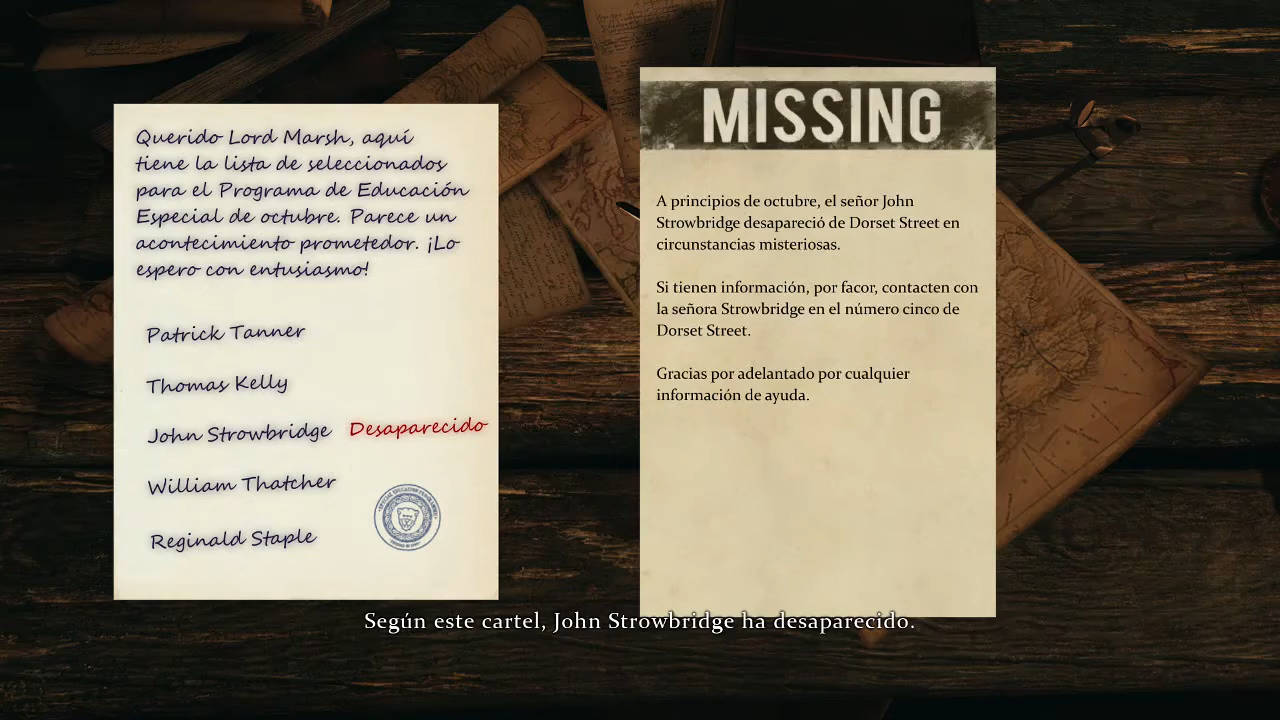 Querido Lord Marsh, aquí
tiene la lista de seleccionados
para el Programa de Educación
Especial de octubre. Parece un
acontecimiento prometedor. ¡Lo
espero con entusiasmo!
Patrick Tanner
Thomas Kelly
John Strowbridge Desaparecido
William Thatcher
Reginald Staple
MISSING
A principios de octubre, el señor John
Strowbridge desapareció de Dorset Street en
circunstancias misteriosas.
Si tienen información, por facor, contacten con
la señora Strowbridge en el número cinco de
Dorset Street.
Gracias por adelantado por cualquier
información de ayuda.
Según este cartel, John Strowbridge ha desaparecido.